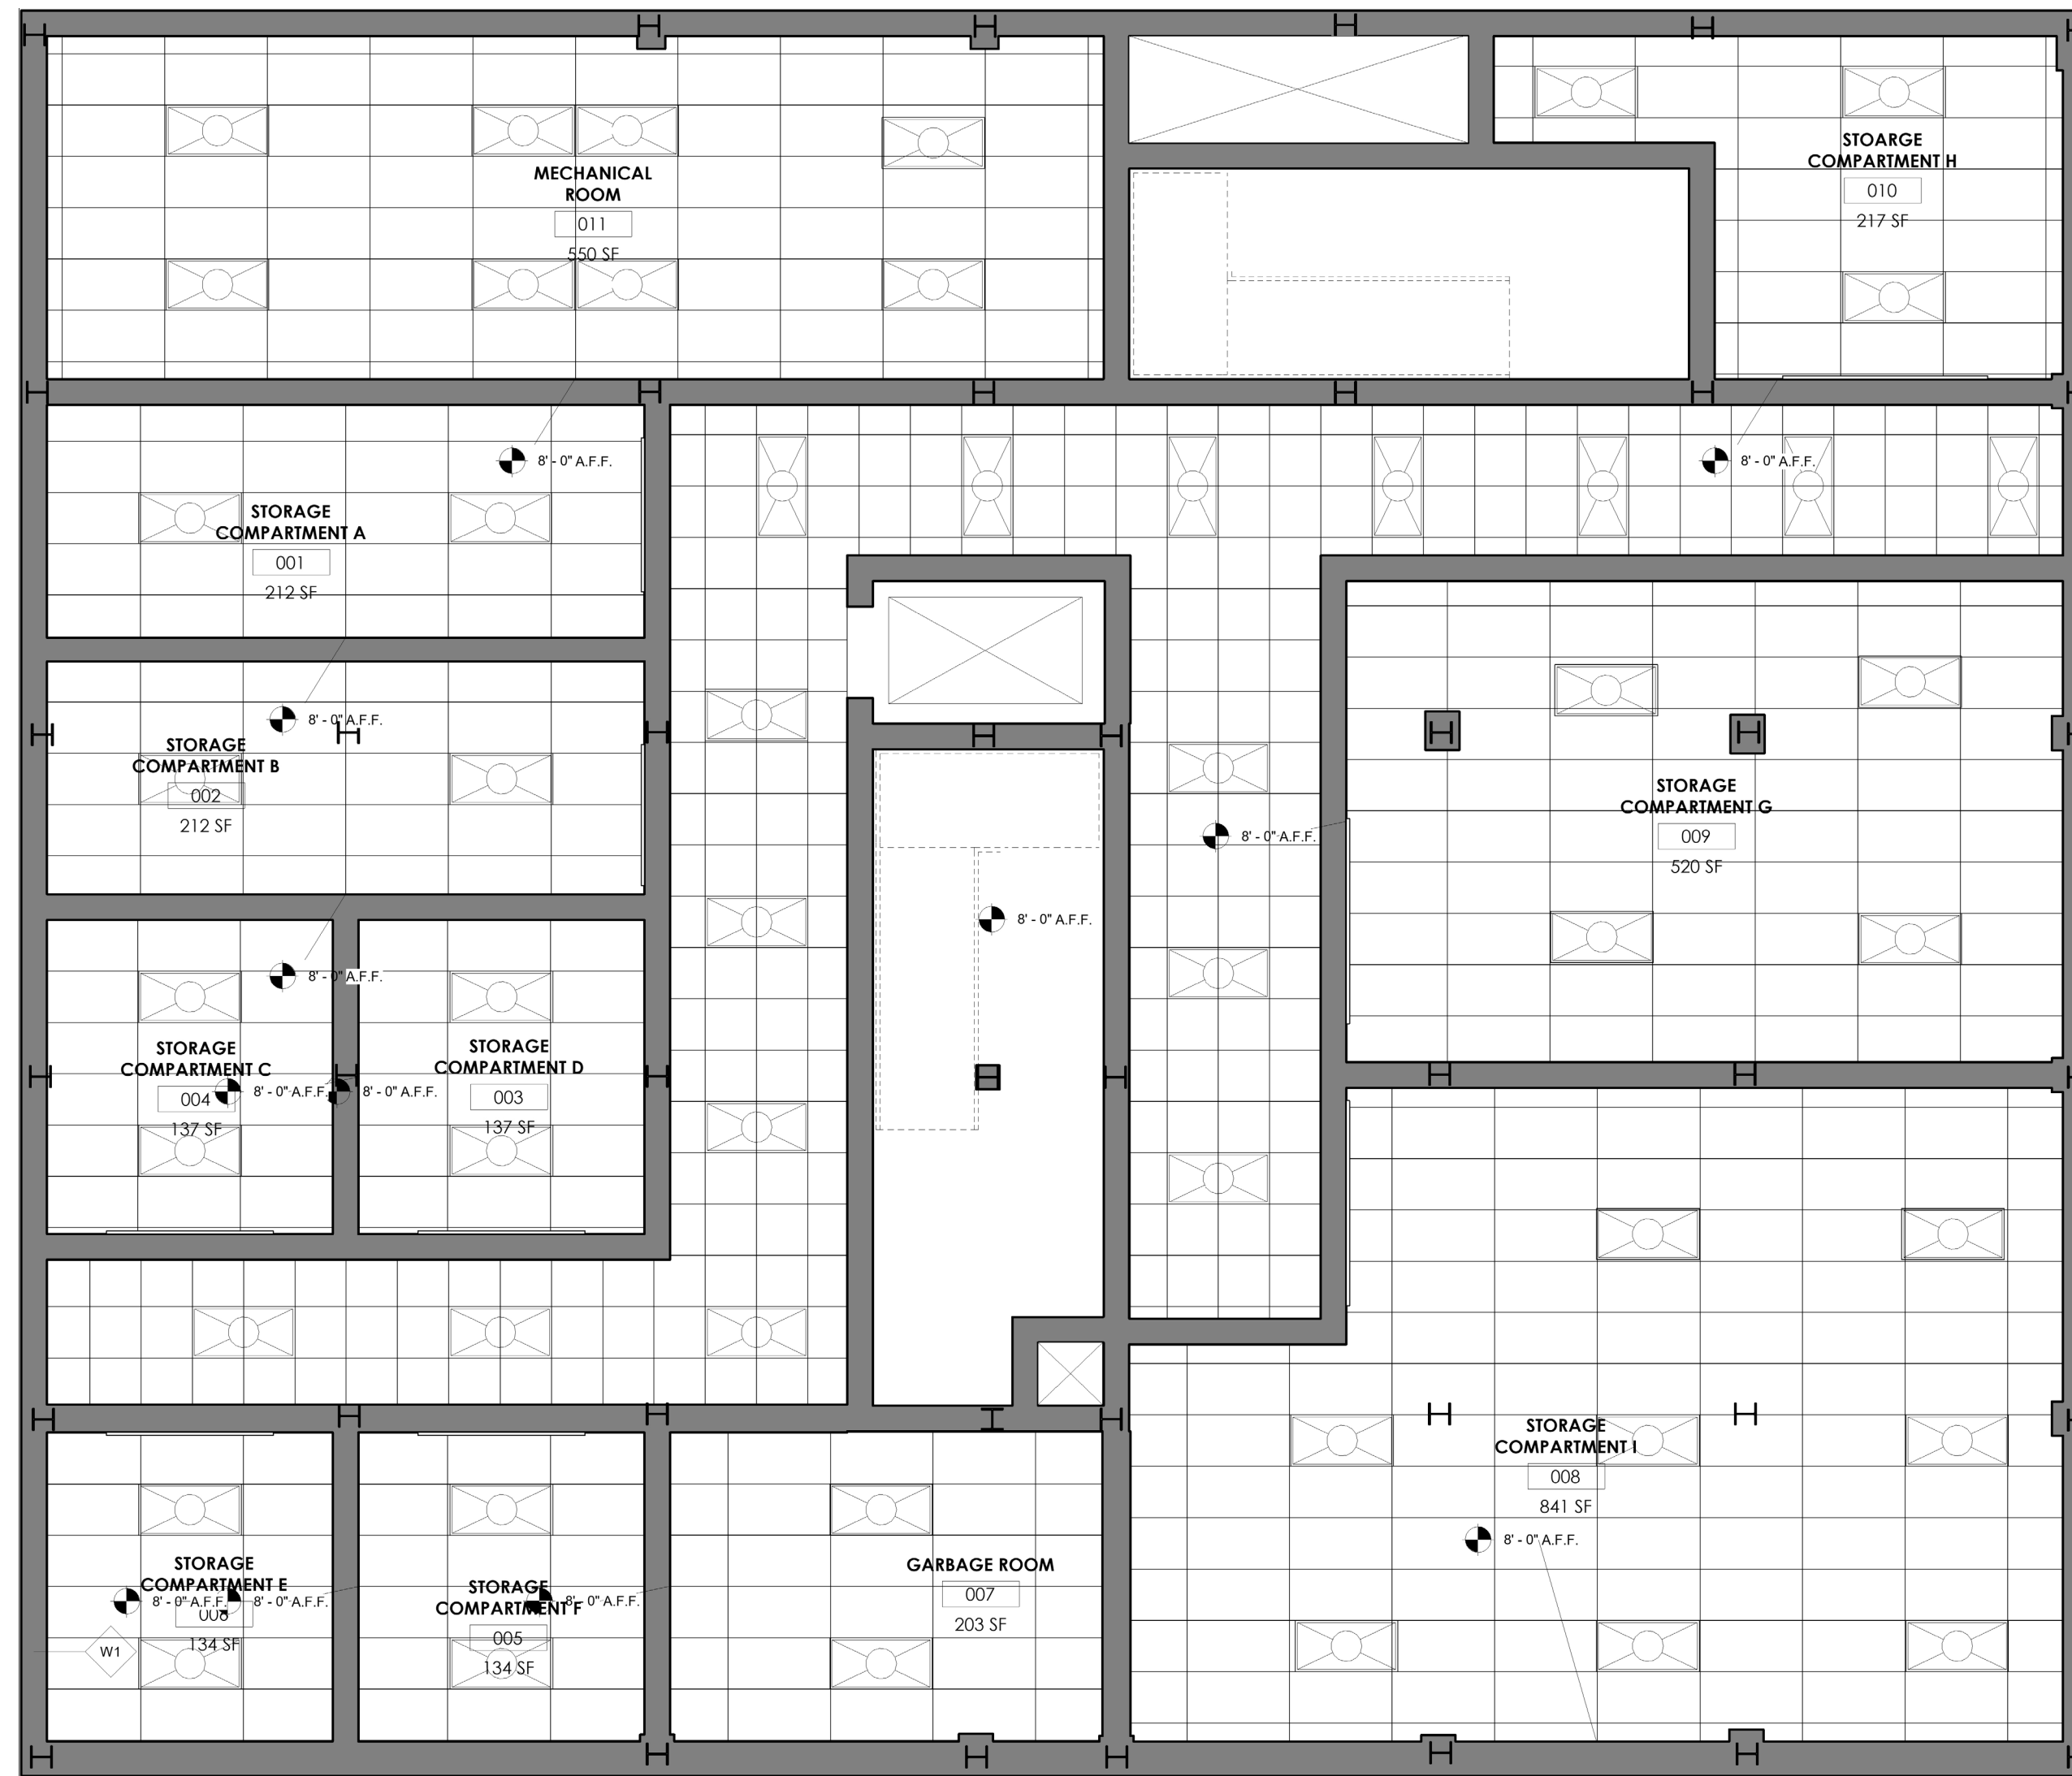 MECHANICAL
ROOM
011
550 SF
STOARGE
COMPARTMENT H
010
217 SF
8' - 0" A.F.F.
8' - 0" A.F.F.
STORAGE
COMPARTMENT A
001
212 SF
8' - 0" A.F.F.
STORAGE
COMPARTMENT B
002
212 SF
STORAGE
COMPARTMENT G
009
520 SF
8' - 0" A.F.F.
8' - 0" A.F.F.
8' - 0" A.F.F.
STORAGE
COMPARTMENT C
004
137 SF
8' - 0" A.F.F.
8' - 0" A.F.F.
STORAGE
COMPARTMENT D
003
137 SF
STORAGE
COMPARTMENT I
008
841 SF
8' - 0" A.F.F.
STORAGE
COMPARTMENT E
8' - 0" A.F.F.
8' - 0" A.F.F.
134 SF
W1
STORAGE
COMPARTMENT F
8' - 0" A.F.F.
005
134 SF
GARBAGE ROOM
007
203 SF